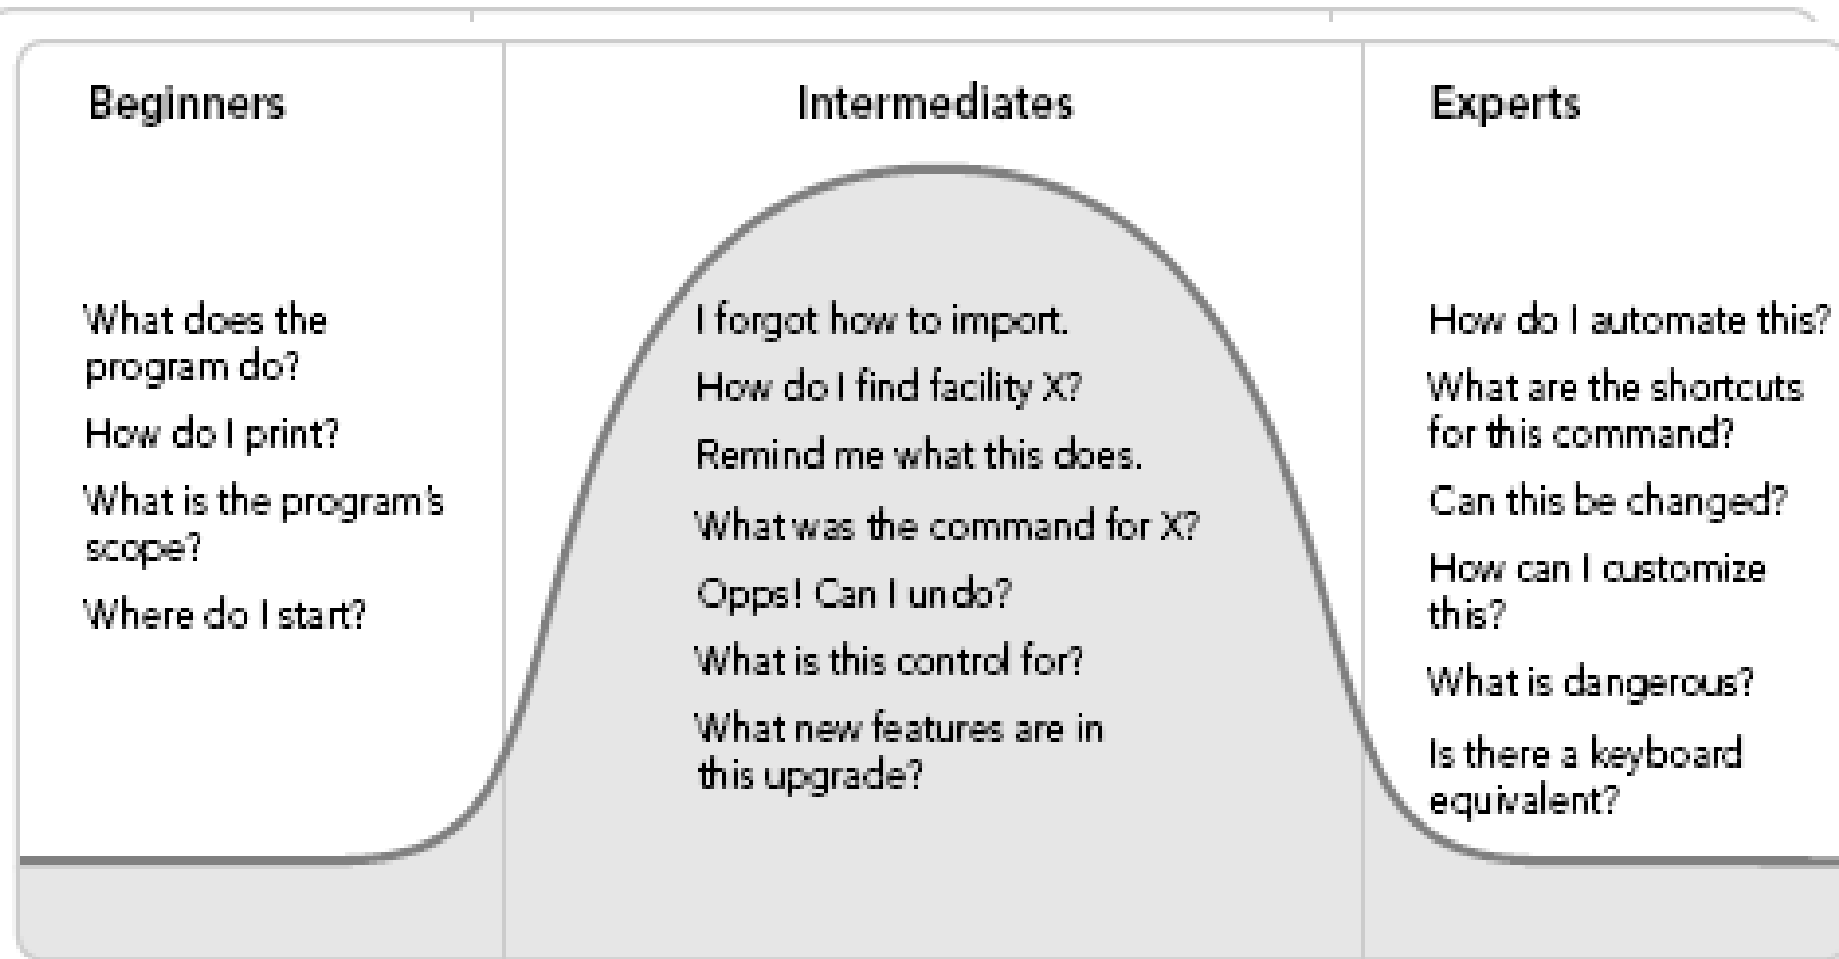 Beginners
What does the
program do?
How do I print?
What is the program's
scope?
Where do I start?
Intermediates
I forgot how to import.
How do I find facility X?
Remind me what this does.
What was the command for X?
Opps! Can I undo?
What is this control for?
What new features are in
this upgrade?
Experts
How do I automate this?
What are the shortcuts
for this command?
Can this be changed?
How can I customize
this?
What is dangerous?
Is there a keyboard
equivalent?